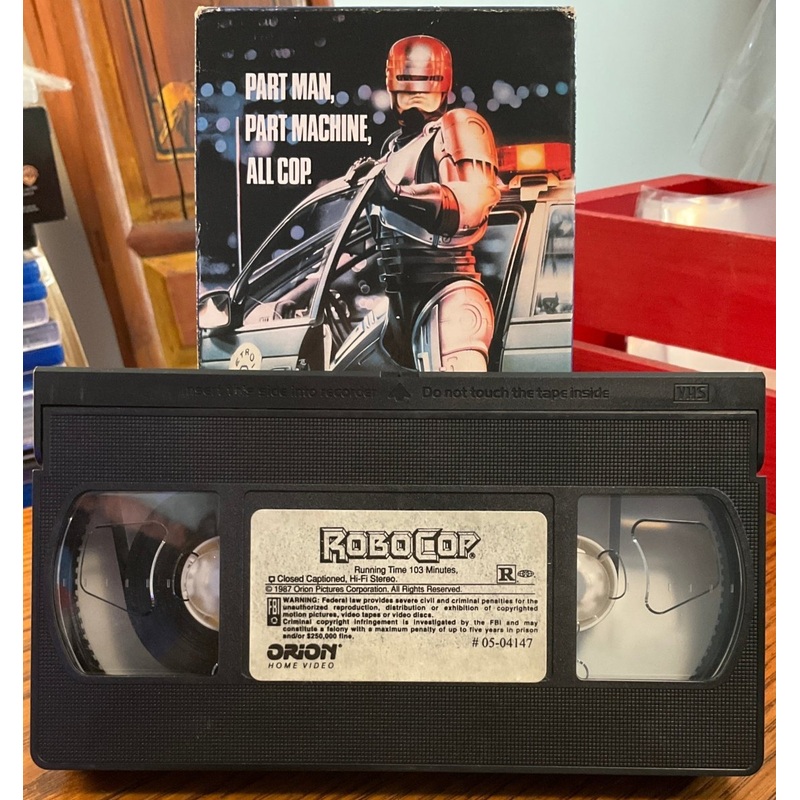 PART MAN,
PART MACHINE,
ALL COP.
side into recorder Do not touch the tape inside VHS
ROBOCOP.
Running Time 103 Minutes,
Closed Captioned, Hi-Fi Stereo.
R
© 1987 Orion Pictures Corporation. All Rights Reserved.
WARNING: Federal law provides severe civil and criminal penalties for the
unauthorized reproduction, distribution or exhibition of copyrighted
motion pictures, video tapes or video discs.
Criminal copyright infringement is investigated by the FBI and may
constitute a felony with a maximum penalty of up to five years in prison
and/or $250,000 fine.
ORION®
HOME VIDEO
# 05-04147